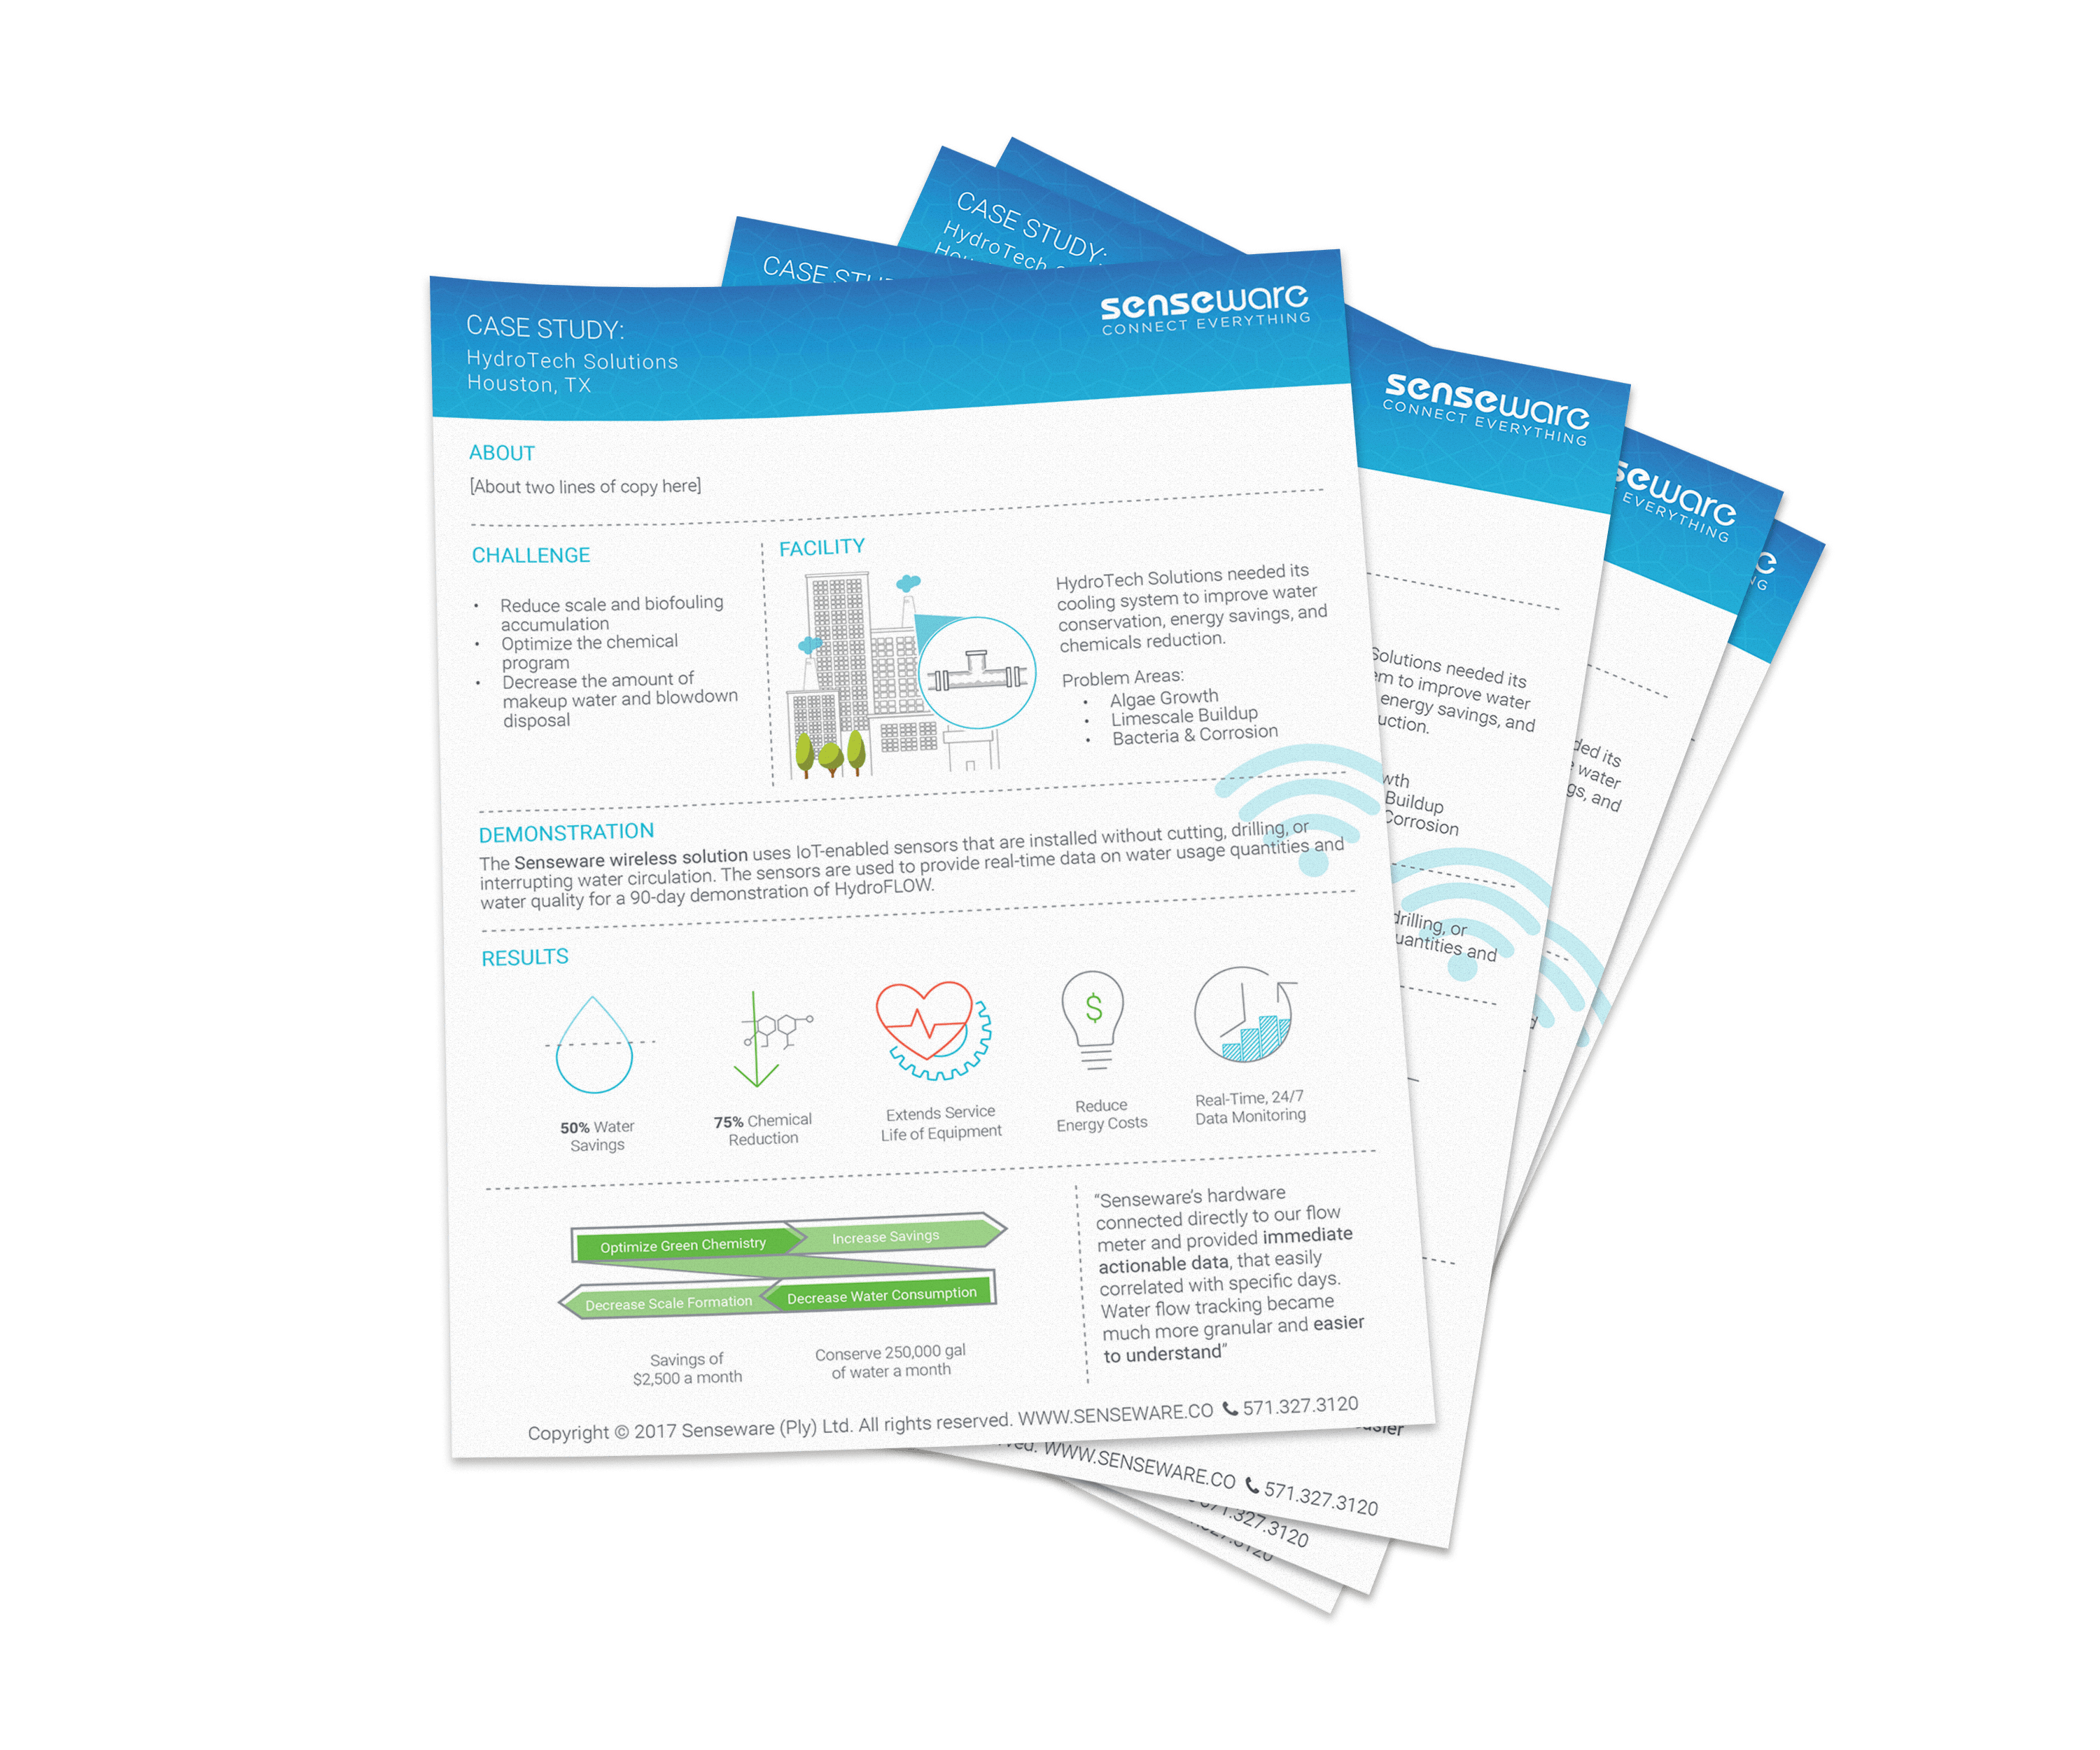 CASE STUDY:
HydroTech Solutions
Houston, TX
senseware
CONNECT EVERYTHING
ABOUT
[About two lines of copy here]
CHALLENGE
• Reduce scale and biofouling
accumulation
• Optimize the chemical
program
• Decrease the amount of
makeup water and blowdown
disposal
FACILITY
HydroTech Solutions needed its
cooling system to improve water
conservation, energy savings, and
chemicals reduction.
Problem Areas:
• Algae Growth
• Limescale Buildup
• Bacteria & Corrosion
DEMONSTRATION
The Senseware wireless solution uses IoT-enabled sensors that are installed without cutting, drilling, or
interrupting water circulation. The sensors are used to provide real-time data on water usage quantities and
water quality for a 90-day demonstration of HydroFLOW.
RESULTS
50% Water
Savings
75% Chemical
Reduction
Extends Service
Life of Equipment
Reduce
Energy Costs
Real-Time, 24/7
Data Monitoring
Optimize Green Chemistry
Increase Savings
Decrease Scale Formation
Decrease Water Consumption
Savings of
$2,500 a month
Conserve 250,000 gal
of water a month
“Senseware’s hardware
connected directly to our flow
meter and provided immediate
actionable data, that easily
correlated with specific days.
Water flow tracking became
much more granular and easier
to understand”
Copyright © 2017 Senseware (Ply) Ltd. All rights reserved. WWW.SENSEWARE.CO 571.327.3120
CASE
senseware
CONNECT EVERYTHING
Solutions needed its
to improve water
energy savings, and
Buildup
Corrosion
drilling, or
and
WWW.SENSEWARE.CO 571.327.3120
CASE STUDY:
HydroTech
EVERYTHING
its
water
and